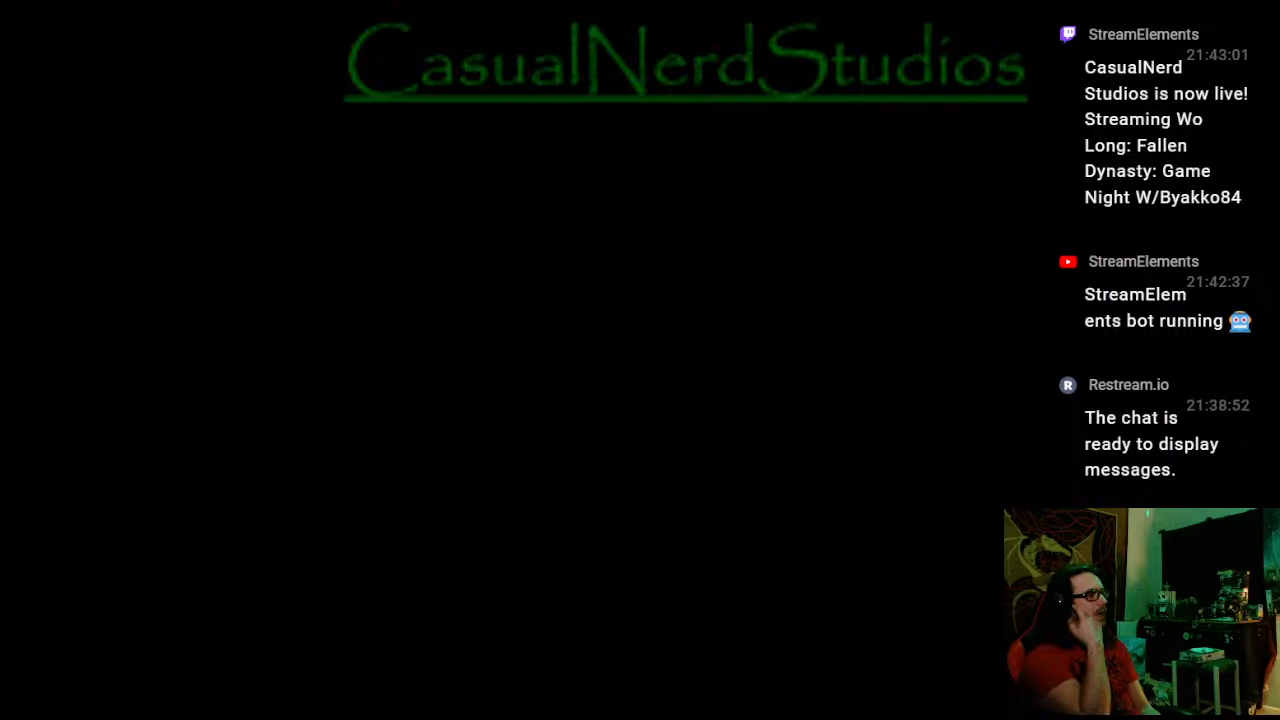 CasualNerdStudios
StreamElements
21:43:01
CasualNerd
Studios is now live!
Streaming Wo
Long: Fallen
Dynasty: Game
Night W/Byakko84
StreamElements
21:42:37
StreamElem
ents bot running
Restream.io
21:38:52
The chat is
ready to display
messages.